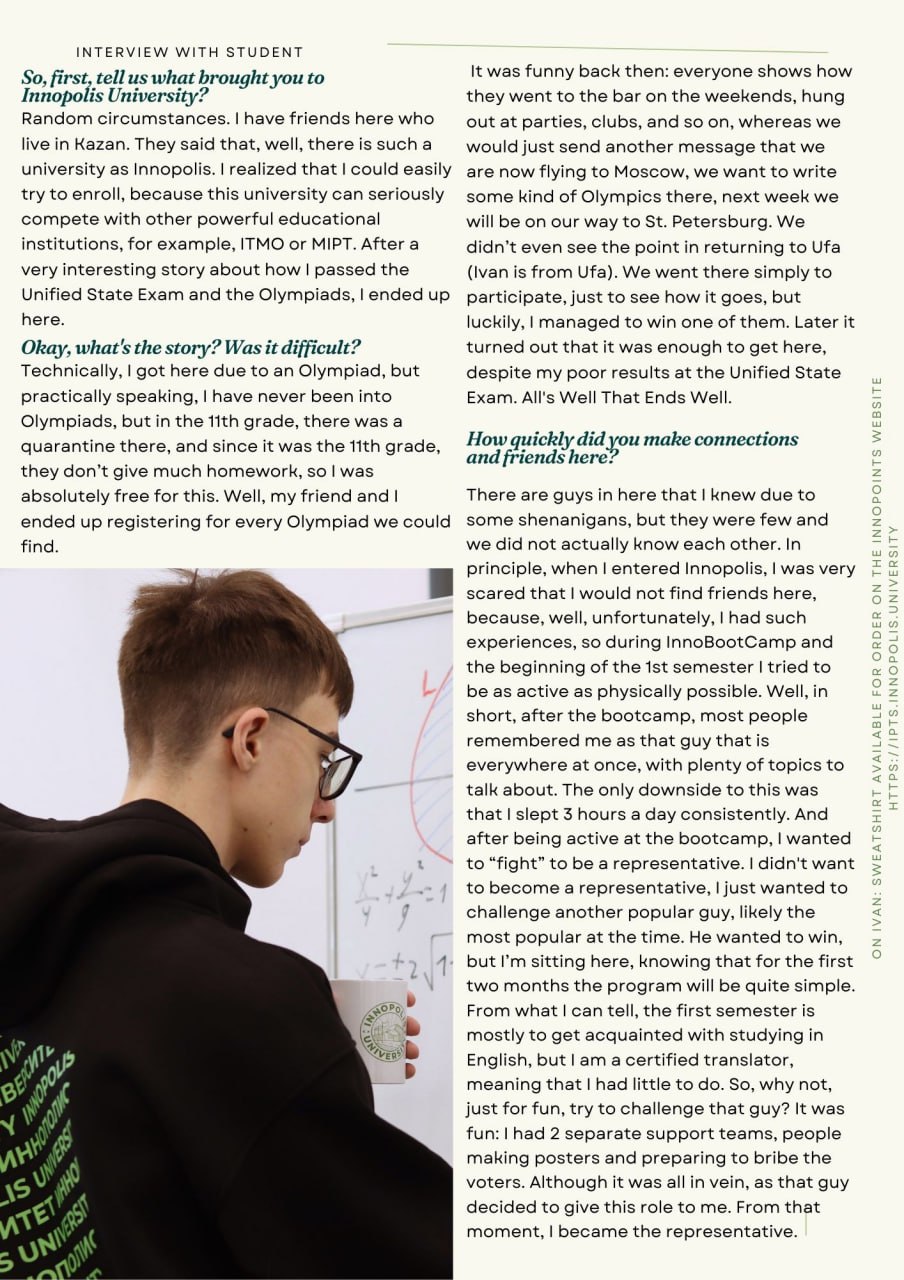 INTERVIEW WITH STUDENT
So, first, tell us what brought you to
Innopolis University?
Random circumstances. I have friends here who
live in Kazan. They said that, well, there is such a
university as Innopolis. I realized that I could easily
try to enroll, because this university can seriously
compete with other powerful educational
institutions, for example, ITMO or MIPT. After a
very interesting story about how I passed the
Unified State Exam and the Olympiads, I ended up
here.
Okay, what's the story? Was it difficult?
Technically, I got here due to an Olympiad, but
practically speaking, I have never been into
Olympiads, but in the 11th grade, there was a
quarantine there, and since it was the 11th grade,
they don’t give much homework, so I was
absolutely free for this. Well, my friend and I
ended up registering for every Olympiad we could
find.
It was funny back then: everyone shows how
they went to the bar on the weekends, hung
out at parties, clubs, and so on, whereas we
would just send another message that we
are now flying to Moscow, we want to write
some kind of Olympics there, next week we
will be on our way to St. Petersburg. We
didn’t even see the point in returning to Ufa
(Ivan is from Ufa). We went there simply to
participate, just to see how it goes, but
luckily, I managed to win one of them. Later it
turned out that it was enough to get here,
despite my poor results at the Unified State
Exam. All's Well That Ends Well.
How quickly did you make connections
and friends here?
There are guys in here that I knew due to
some shenanigans, but they were few and
we did not actually know each other. In
principle, when I entered Innopolis, I was very
scared that I would not find friends here,
because, well, unfortunately, I had such
experiences, so during InnoBootCamp and
the beginning of the 1st semester I tried to
be as active as physically possible. Well, in
short, after the bootcamp, most people
remembered me as that guy that is
everywhere at once, with plenty of topics to
talk about. The only downside to this was
that I slept 3 hours a day consistently. And
after being active at the bootcamp, I wanted
to “fight” to be a representative. I didn't want
to become a representative, I just wanted to
challenge another popular guy, likely the
most popular at the time. He wanted to win,
but I’m sitting here, knowing that for the first
two months the program will be quite simple.
From what I can tell, the first semester is
mostly to get acquainted with studying in
English, but I am a certified translator,
meaning that I had little to do. So, why not,
just for fun, try to challenge that guy? It was
fun: I had 2 separate support teams, people
making posters and preparing to bribe the
voters. Although it was all in vein, as that guy
decided to give this role to me. From that
moment, I became the representative.
ON IVAN: SWEATSHIRT AVAILABLE FOR ORDER ON THE INNOPOINTS WEBSITE
HTTPS://IPTS.INNOPOLIS.UNIVERSITY
INNOPOLIS
UNIVERSITY